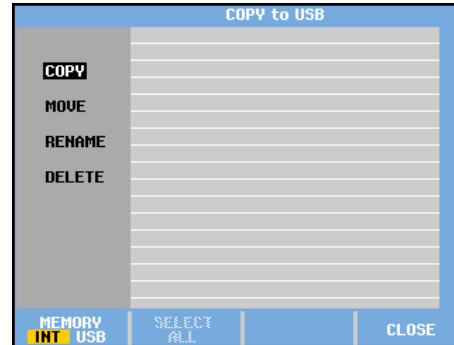 COPY to USB
COPY
MOVE
RENAME
DELETE
MEMORY
INT USB
SELECT
ALL
CLOSE